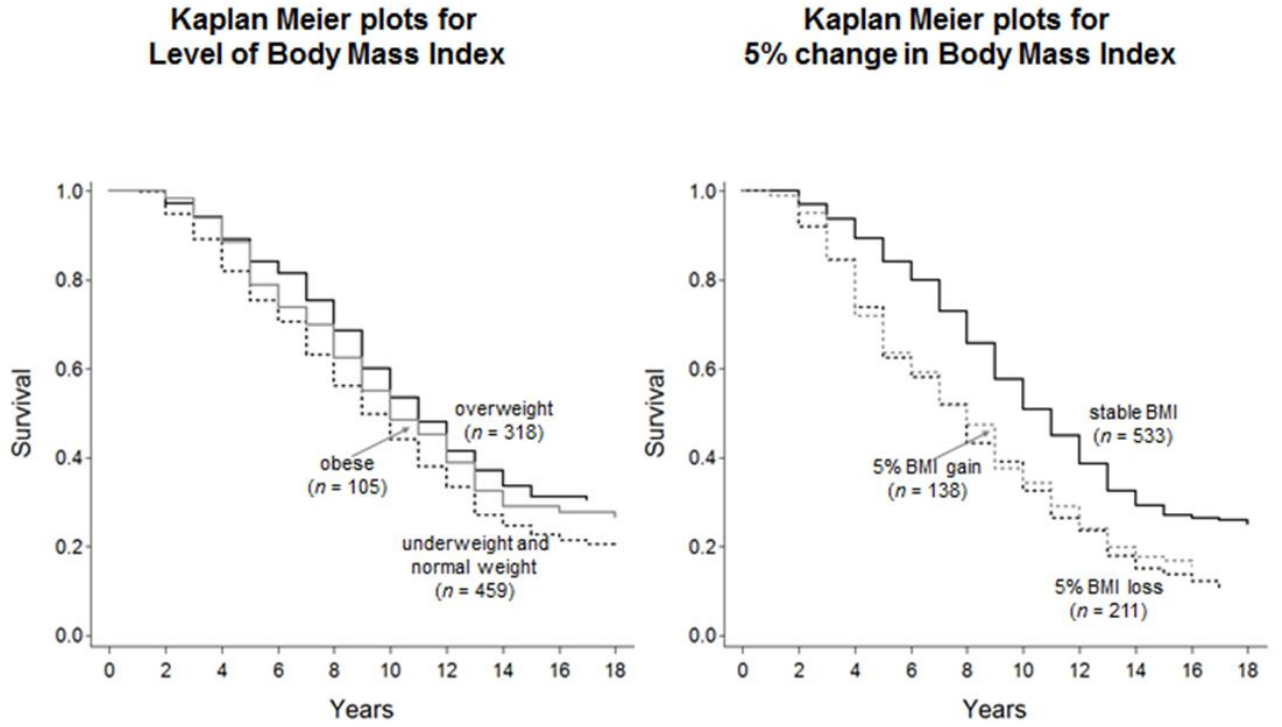 Kaplan Meier plots for
Level of Body Mass Index
Survival
1.0
0.8
0.6
0.4
0.2
0.0
overweight
(n = 318)
obese
(n = 105)
underweight and
normal weight
(n = 459)
0 2 4 6 8 10 12 14 16 18
Years
Kaplan Meier plots for
5% change in Body Mass Index
Survival
1.0
0.8
0.6
0.4
0.2
0.0
stable BMI
(n = 533)
5% BMI gain
(n = 138)
5% BMI loss
(n = 211)
0 2 4 6 8 10 12 14 16 18
Years